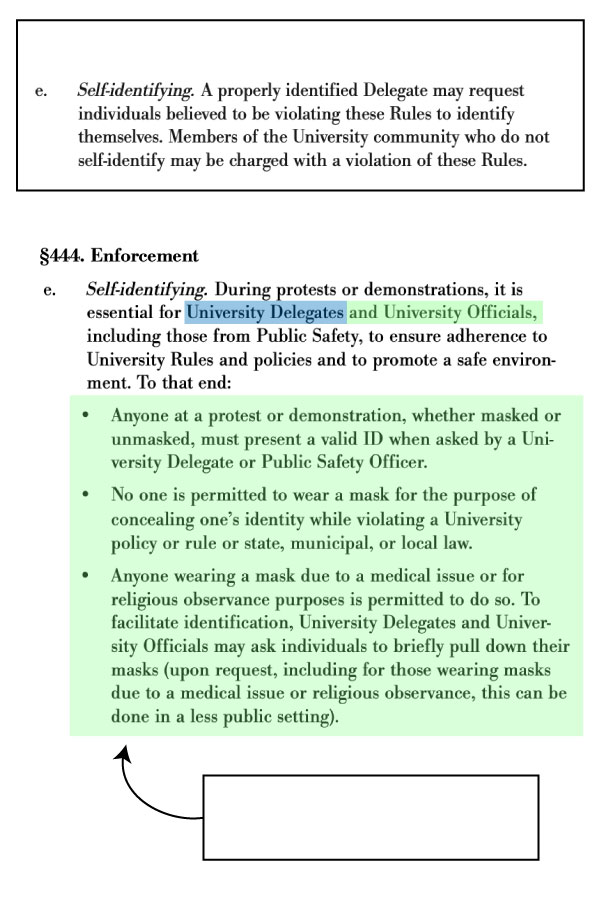 e. Self-identifying. A properly identified Delegate may request
individuals believed to be violating these Rules to identify
themselves. Members of the University community who do not
self-identify may be charged with a violation of these Rules.
§444. Enforcement
e. Self-identifying. During protests or demonstrations, it is
essential for University Delegates and University Officials,
including those from Public Safety, to ensure adherence to
University Rules and policies and to promote a safe environ-
ment. To that end:
• Anyone at a protest or demonstration, whether masked or
unmasked, must present a valid ID when asked by a Uni-
versity Delegate or Public Safety Officer.
• No one is permitted to wear a mask for the purpose of
concealing one's identity while violating a University
policy or rule or state, municipal, or local law.
• Anyone wearing a mask due to a medical issue or for
religious observance purposes is permitted to do so. To
facilitate identification, University Delegates and Univer-
sity Officials may ask individuals to briefly pull down their
masks (upon request, including for those wearing masks
due to a medical issue or religious observance, this can be
done in a less public setting).